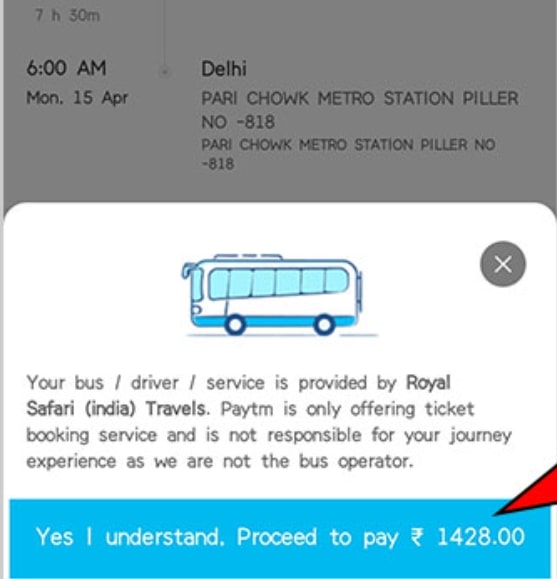 7 h 30m
6:00 AM
Delhi
Mon, 15 Apr
PARI CHOWK METRO STATION PILLER
NO -818
PARI CHOWK METRO STATION PILLER NO
-818
Your bus / driver / service is provided by Royal
Safari (india) Travels. Paytm is only offering ticket
booking service and is not responsible for your journey
experience as we are not the bus operator.
Yes I understand. Proceed to pay ₹ 1428.00